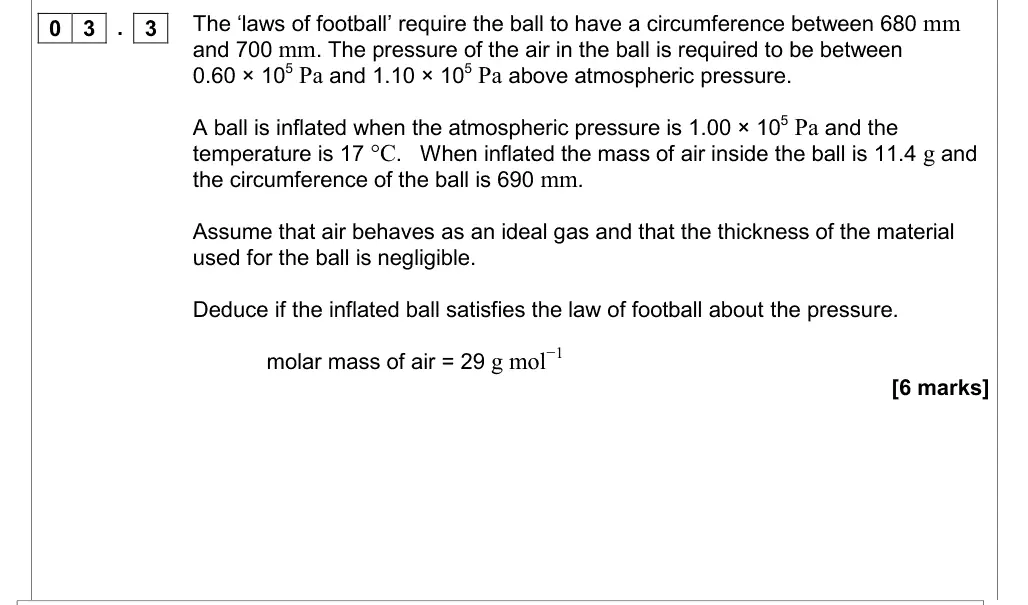 0 3 . 3 The 'laws of football' require the ball to have a circumference between 680 mm
and 700 mm. The pressure of the air in the ball is required to be between
0.60 × 10⁵ Pa and 1.10 × 10⁵ Pa above atmospheric pressure.
A ball is inflated when the atmospheric pressure is 1.00 × 10⁵ Pa and the
temperature is 17 °C. When inflated the mass of air inside the ball is 11.4 g and
the circumference of the ball is 690 mm.
Assume that air behaves as an ideal gas and that the thickness of the material
used for the ball is negligible.
Deduce if the inflated ball satisfies the law of football about the pressure.
molar mass of air = 29 g mol⁻¹
[6 marks]